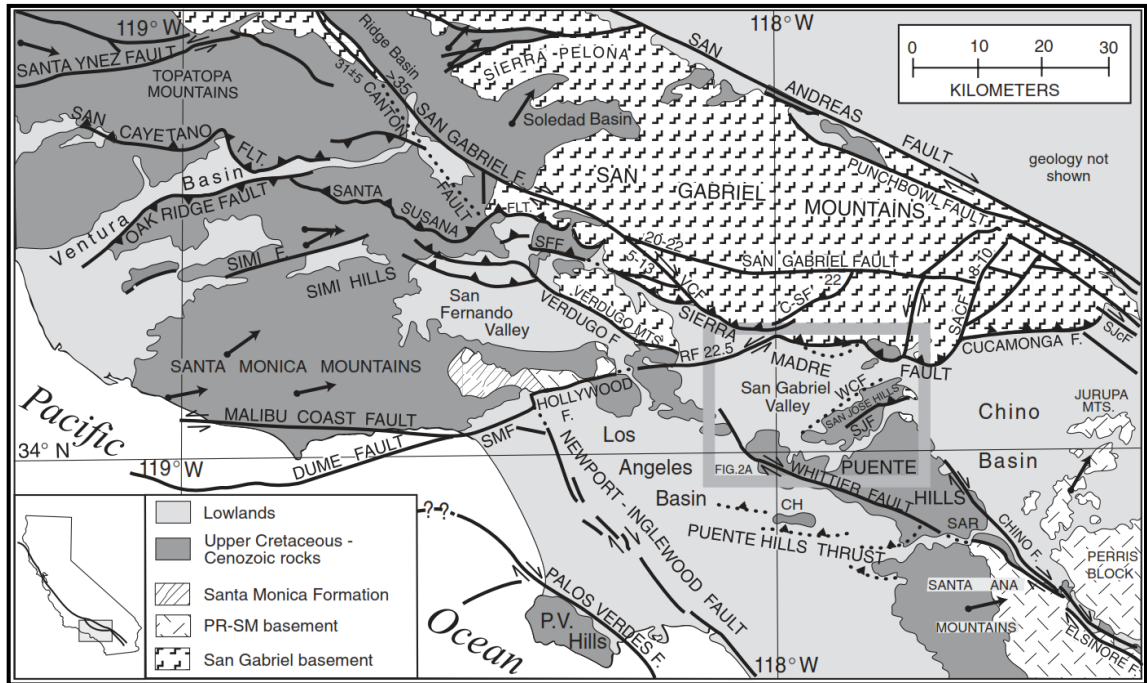 119° W
118° W
0 10 20 30
KILOMETERS
SANTA YNEZ FAULT
TOPATOPA
MOUNTAINS
Ridge Basin
SIERRA PELONA
SAN
ANDREAS
FAULT
31±5 CANTON
FAULT
≥35
SAN GABRIEL F.
Soledad Basin
geology not
shown
SAN
CAYETANO
FLT.
PUNCHBOWL FAULT
SAN
GABRIEL
MOUNTAINS
Ventura Basin
OAK RIDGE FAULT
SANTA
SUSANA
FLT.
SFF
20-22
5-13
VCF
SAN GABRIEL FAULT
22
C-SF
8-10
SACF
SJcF
SIMI F.
SIMI HILLS
San
Fernando
Valley
VERDUGO MTS.
VERDUGO F.
SIERRA
MADRE
FAULT
CUCAMONGA F.
RF 22.5
SANTA MONICA MOUNTAINS
HOLLYWOOD
F.
San Gabriel
Valley
WCF
SAN JOSE HILLS
SJF
Chino
Basin
JURUPA
MTS.
Pacific
Ocean
MALIBU COAST FAULT
DUME FAULT
SMF
34° N
119° W
Los
Angeles
Basin
FIG.2A
WHITTIER FAULT
PUENTE
HILLS
NEWPORT - INGLEWOOD FAULT
CH
PUENTE HILLS THRUST
SAR
CHINO F.
PERRIS
BLOCK
SANTA ANA
MOUNTAINS
ELSINORE F.
? ?
PALOS VERDES F.
P.V.
Hills
118° W
Lowlands
Upper Cretaceous -
Cenozoic rocks
Santa Monica Formation
PR-SM basement
San Gabriel basement